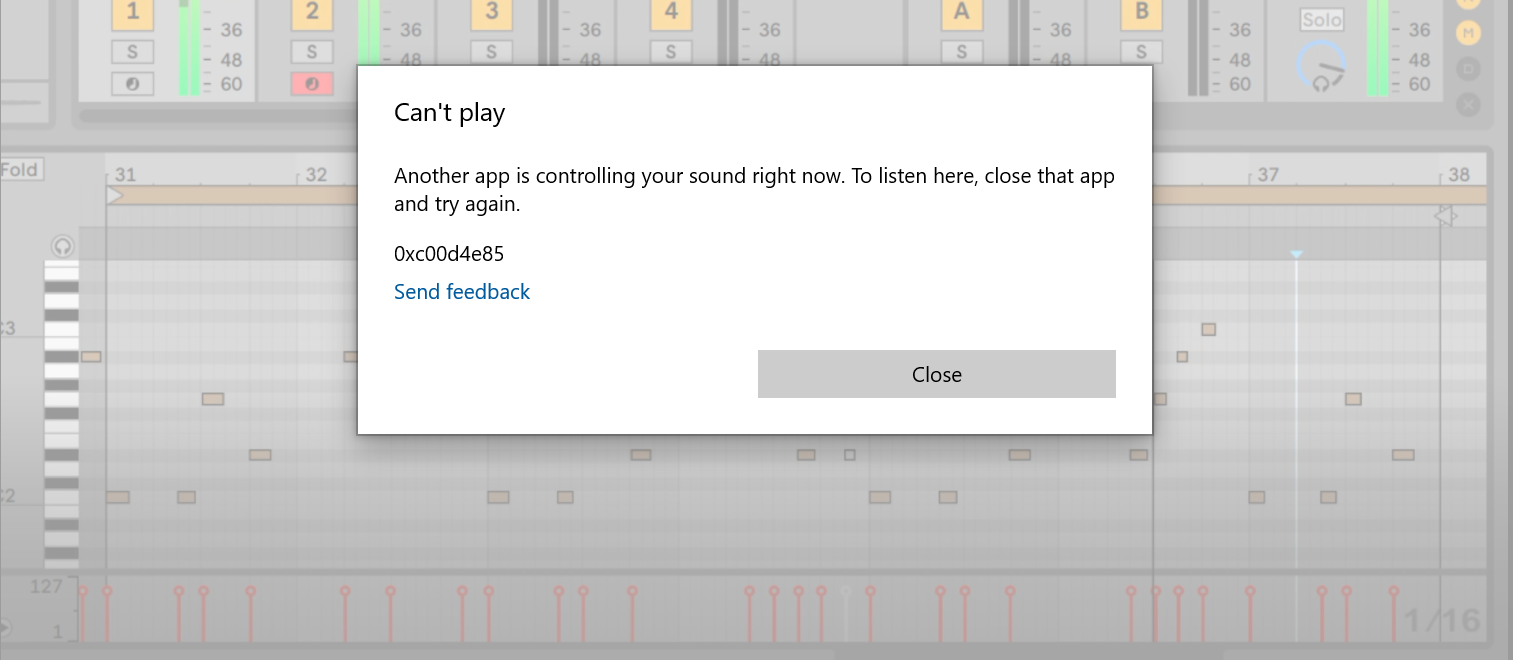 1 2 3 4 A B
Solo
36 36 36 36 36 36 36 M
S S S S S S
48 48 48 48 48 48 48
60 60 60 60
Can't play
Another app is controlling your sound right now. To listen here, close that app
and try again.
0xc00d4e85
Send feedback
Close
Fold
31 32 37 38
C3
C2
127
1
1/16